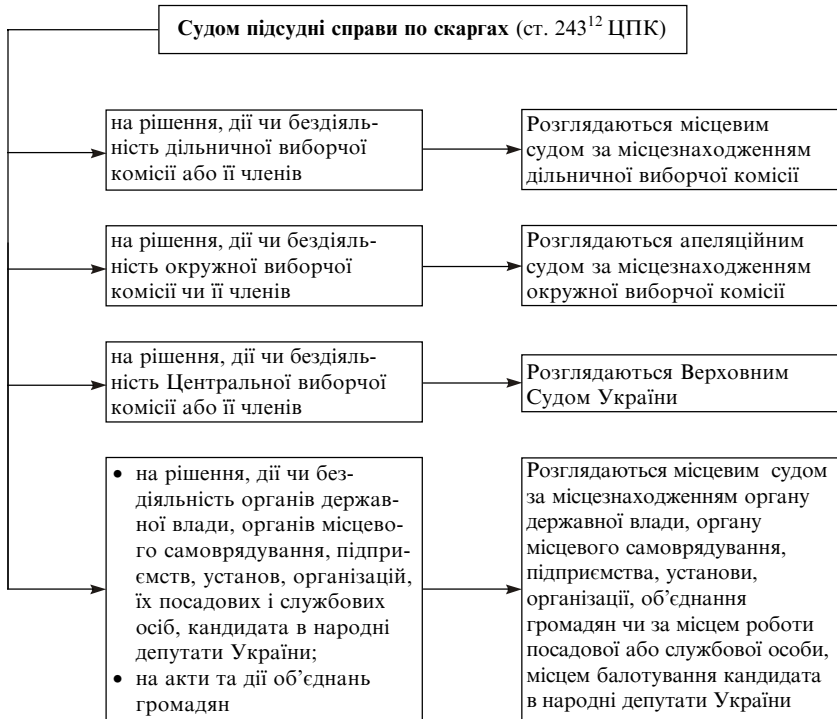 Судом підсудні справи по скаргах (ст. 243¹² ЦПК)
на рішення, дії чи бездіяль-
ність дільничної виборчої
комісії або її членів
Розглядаються місцевим
судом за місцезнаходженням
дільничної виборчої комісії
на рішення, дії чи бездіяль-
ність окружної виборчої
комісії чи її членів
Розглядаються апеляційним
судом за місцезнаходженням
окружної виборчої комісії
на рішення, дії чи бездіяль-
ність Центральної виборчої
комісії або її членів
Розглядаються Верховним
Судом України
• на рішення, дії чи без-
діяльність органів держав-
ної влади, органів місцево-
го самоврядування, підприє-
мств, установ, організацій,
їх посадових і службових
осіб, кандидата в народні
депутати України;
• на акти та дії об’єднань
громадян
Розглядаються місцевим судом
за місцезнаходженням органу
державної влади, органу
місцевого самоврядування,
підприємства, установи,
організації, об’єднання
громадян чи за місцем роботи
посадової або службової особи,
місцем балотування кандидата
в народні депутати України